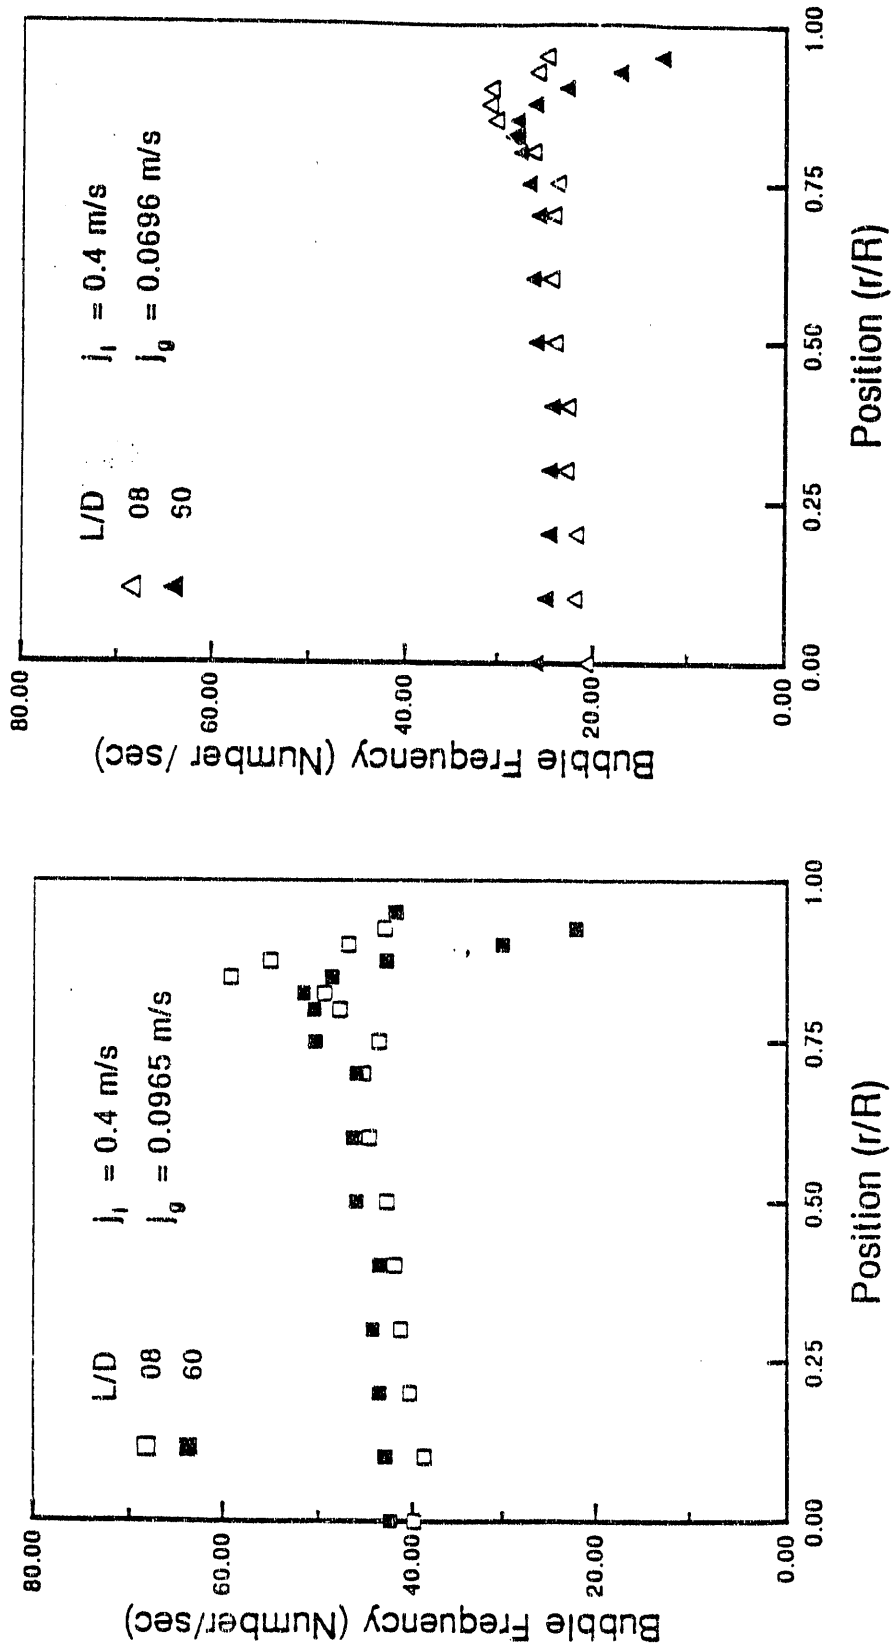 80.00
60.00
40.00
20.00
0.00
Bubble Frequency (Number/sec)
L/D
08
60
j_l = 0.4 m/s
j_g = 0.0965 m/s
0.00
0.25
0.50
0.75
1.00
Position (r/R)
80.00
60.00
40.00
20.00
0.00
Bubble Frequency (Number/sec)
L/D
08
60
j_l = 0.4 m/s
j_g = 0.0696 m/s
0.00
0.25
0.50
0.75
1.00
Position (r/R)